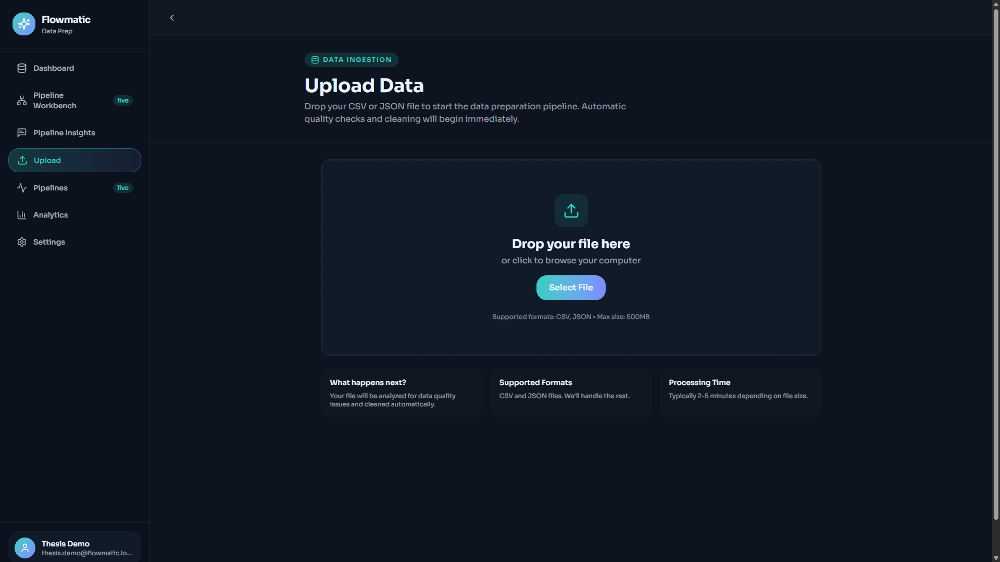 Flowmatic
Data Prep
Dashboard
Pipeline
Workbench
live
Pipeline Insights
Upload
Pipelines
live
Analytics
Settings
Thesis Demo
thesis.demo@flowmatic.lo...
DATA INGESTION
Upload Data
Drop your CSV or JSON file to start the data preparation pipeline. Automatic
quality checks and cleaning will begin immediately.
Drop your file here
or click to browse your computer
Select File
Supported formats: CSV, JSON • Max size: 500MB
What happens next?
Your file will be analyzed for data quality
issues and cleaned automatically.
Supported Formats
CSV and JSON files. We'll handle the rest.
Processing Time
Typically 2-5 minutes depending on file size.